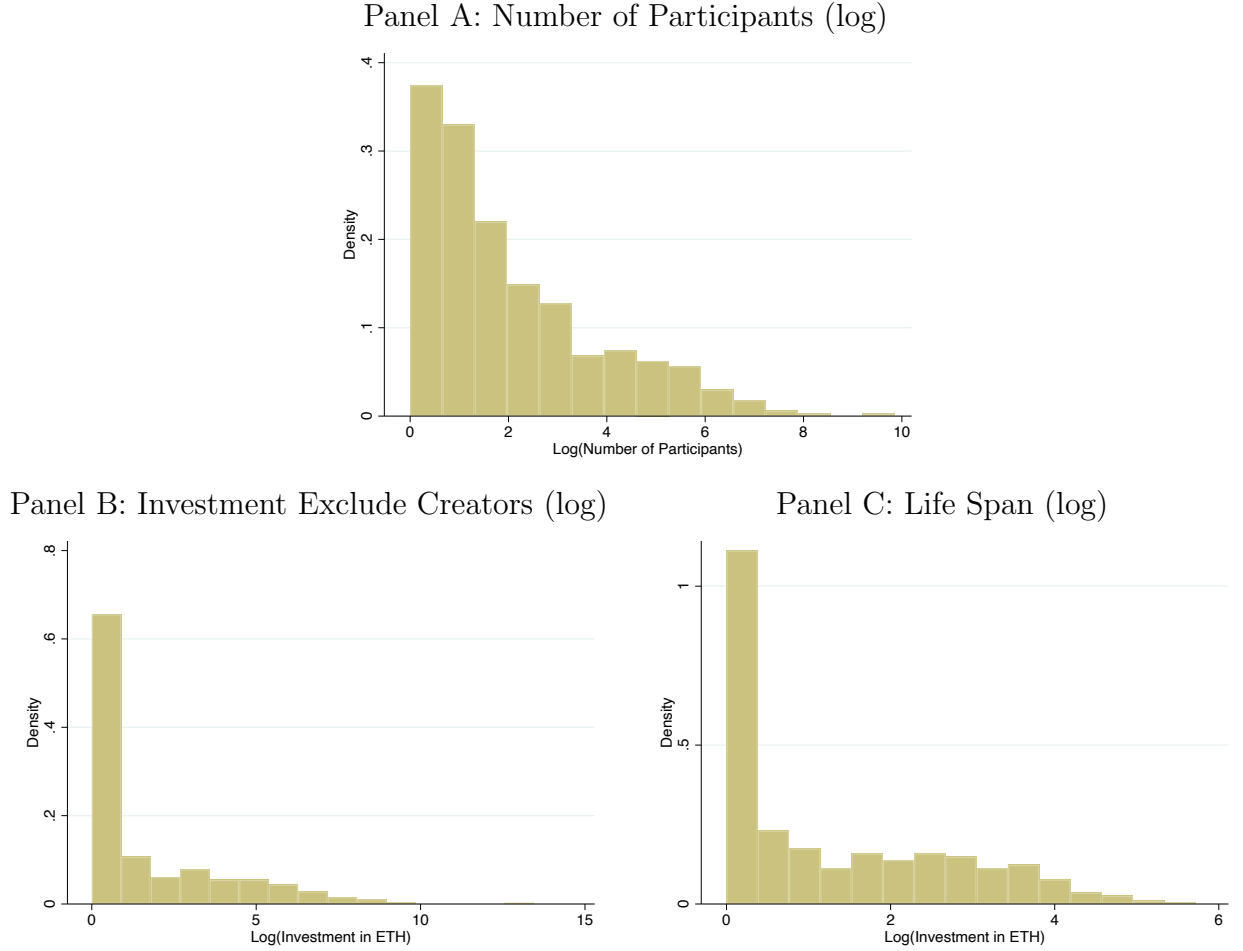 Panel A: Number of Participants (log)
.4
.3
.2
.1
0
Density
0 2 4 6 8 10
Log(Number of Participants)
Panel B: Investment Exclude Creators (log)
.8
.6
.4
.2
0
Density
0 5 10 15
Log(Investment in ETH)
Panel C: Life Span (log)
1
.5
0
Density
0 2 4 6
Log(Investment in ETH)